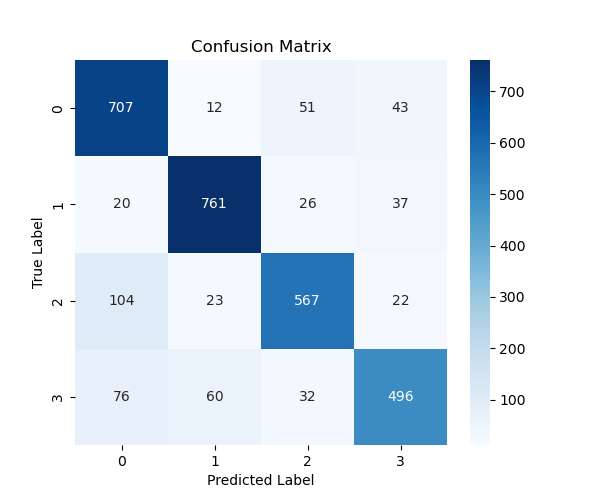 Confusion Matrix
True Label
0 707 12 51 43
1 20 761 26 37
2 104 23 567 22
3 76 60 32 496
0 1 2 3
Predicted Label
700
600
500
400
300
200
100